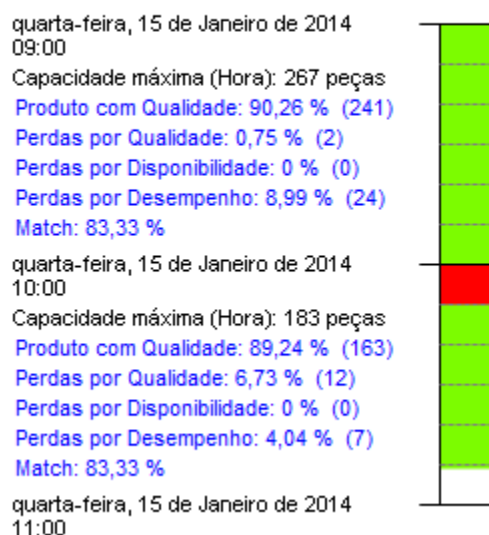 quarta-feira, 15 de Janeiro de 2014
09:00
Capacidade máxima (Hora): 267 peças
Produto com Qualidade: 90,26 % (241)
Perdas por Qualidade: 0,75 % (2)
Perdas por Disponibilidade: 0 % (0)
Perdas por Desempenho: 8,99 % (24)
Match: 83,33 %
quarta-feira, 15 de Janeiro de 2014
10:00
Capacidade máxima (Hora): 183 peças
Produto com Qualidade: 89,24 % (163)
Perdas por Qualidade: 6,73 % (12)
Perdas por Disponibilidade: 0 % (0)
Perdas por Desempenho: 4,04 % (7)
Match: 83,33 %
quarta-feira, 15 de Janeiro de 2014
11:00